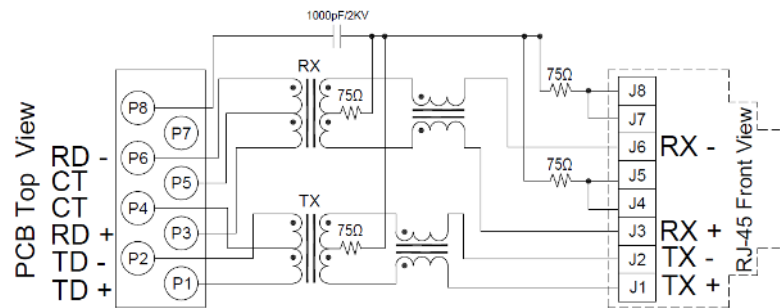 1000pF/2KV
PCB Top View
RD -
CT
CT
RD +
TD -
TD +
P8
P7
P6
P5
P4
P3
P2
P1
RX
75Ω
TX
75Ω
75Ω
75Ω
J8
J7
J6
J5
J4
J3
J2
J1
RX -
RX +
TX -
TX +
RJ-45 Front View